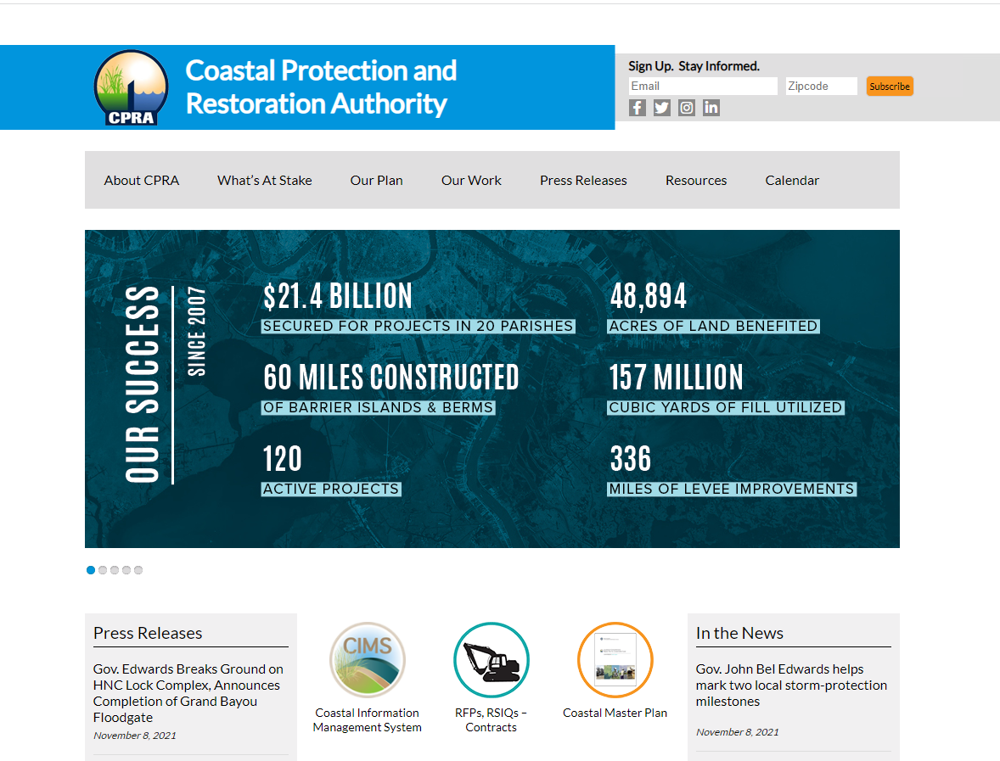 CPRA
Coastal Protection and
Restoration Authority
Sign Up.  Stay Informed.
Email
Zipcode
Subscribe
About CPRA
What’s At Stake
Our Plan
Our Work
Press Releases
Resources
Calendar
OUR SUCCESS
SINCE 2007
$21.4 BILLION
SECURED FOR PROJECTS IN 20 PARISHES
48,894
ACRES OF LAND BENEFITED
60 MILES CONSTRUCTED
OF BARRIER ISLANDS & BERMS
157 MILLION
CUBIC YARDS OF FILL UTILIZED
120
ACTIVE PROJECTS
336
MILES OF LEVEE IMPROVEMENTS
Press Releases
Gov. Edwards Breaks Ground on
HNC Lock Complex, Announces
Completion of Grand Bayou
Floodgate
November 8, 2021
CIMS
Coastal Information
Management System
RFPs, RSIQs –
Contracts
Coastal Master Plan
In the News
Gov. John Bel Edwards helps
mark two local storm-protection
milestones
November 8, 2021